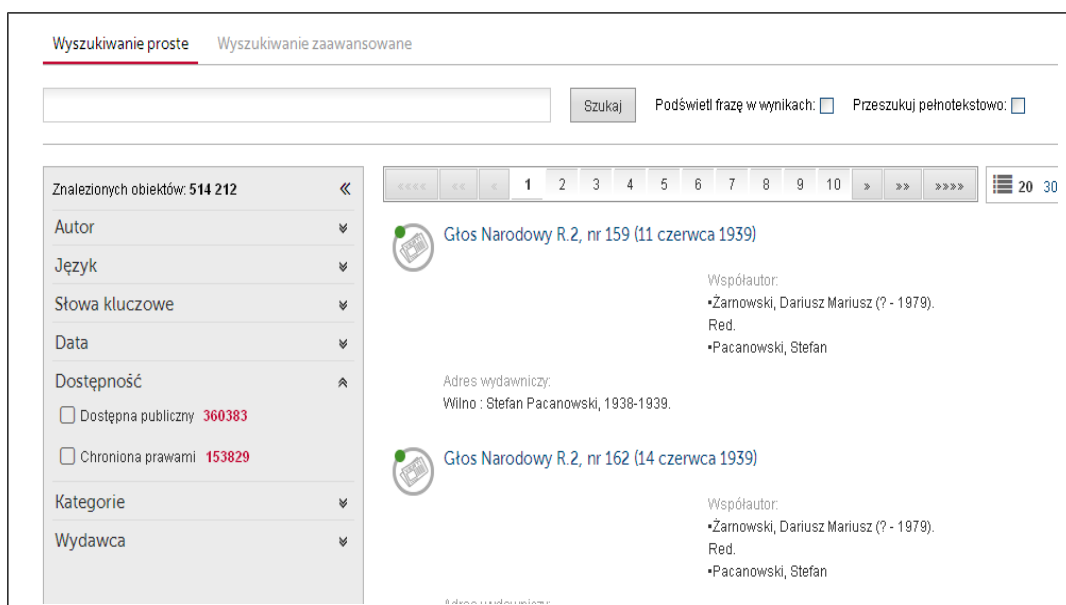 Wyszukiwanie proste Wyszukiwanie zaawansowane
Szukaj Podświetl frazę w wynikach: Przeszukuj pełnotekstowo:
Znalezionych obiektów: 514 212 «
«««« «« « 1 2 3 4 5 6 7 8 9 10 » »» »»»» 20 30
Autor
Język
Słowa kluczowe
Data
Dostępność
Dostępna publiczny 360383
Chroniona prawami 153829
Kategorie
Wydawca
Głos Narodowy R.2, nr 159 (11 czerwca 1939)
Współautor:
▪Żarnowski, Dariusz Mariusz (? - 1979).
Red.
▪Pacanowski, Stefan
Adres wydawniczy:
Wilno : Stefan Pacanowski, 1938-1939.
Głos Narodowy R.2, nr 162 (14 czerwca 1939)
Współautor:
▪Żarnowski, Dariusz Mariusz (? - 1979).
Red.
▪Pacanowski, Stefan
Adres wydawniczy: